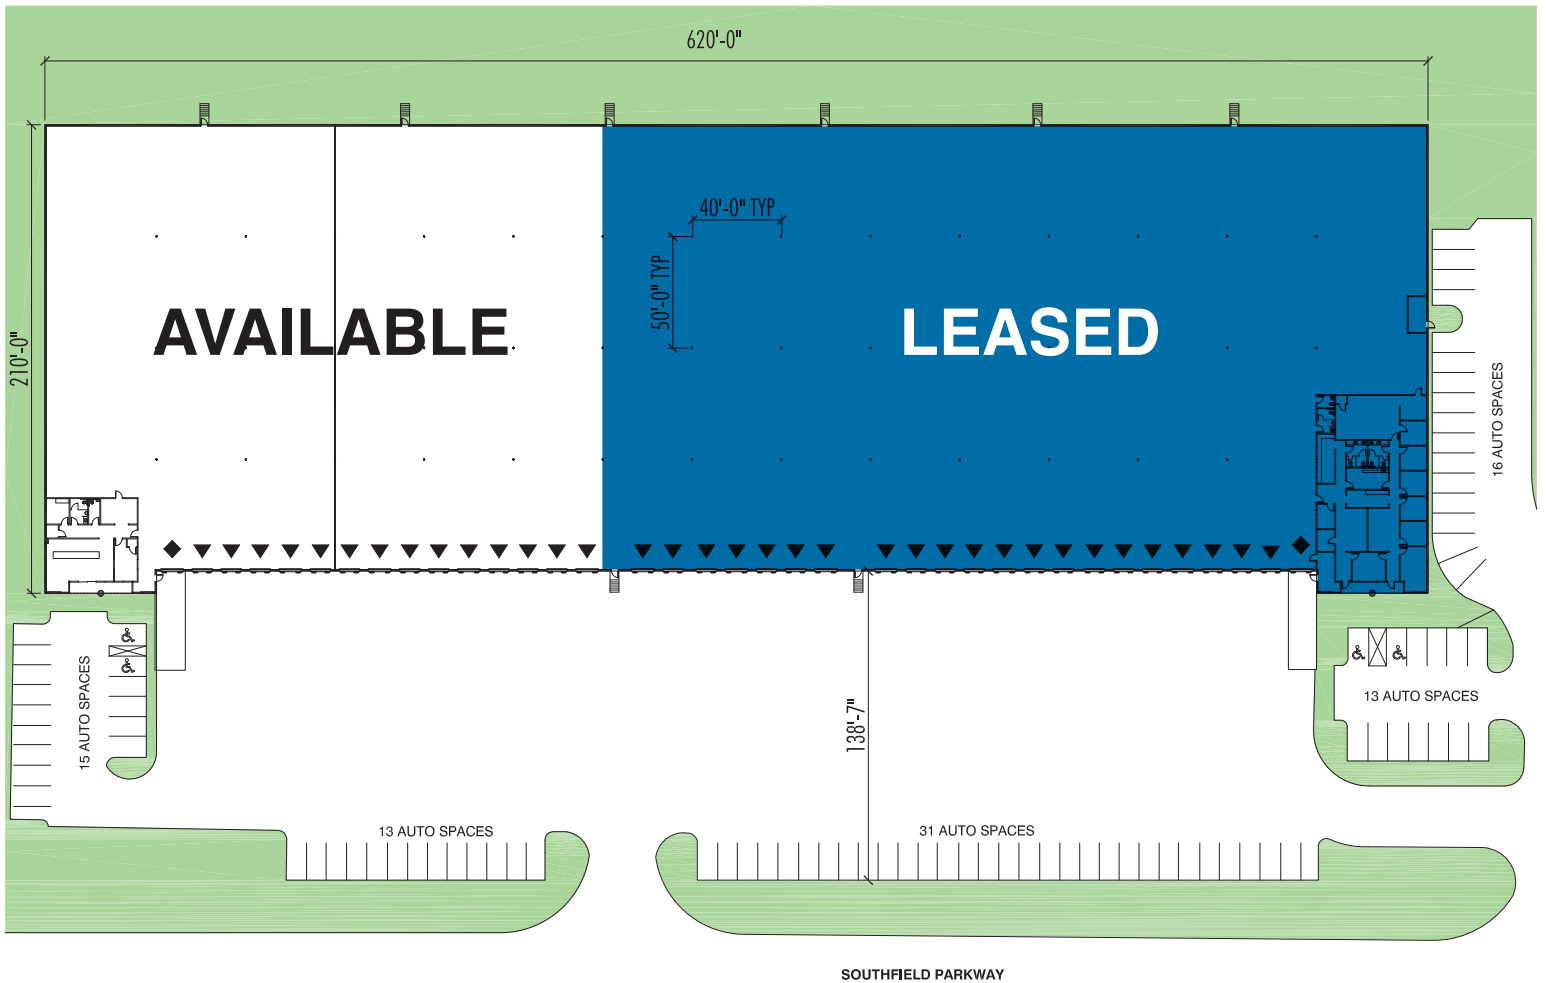 620'-0"
40'-0" TYP
50'-0" TYP
210'-0"
AVAILABLE
LEASED
16 AUTO SPACES
15 AUTO SPACES
13 AUTO SPACES
138'-7"
13 AUTO SPACES
31 AUTO SPACES
SOUTHFIELD PARKWAY